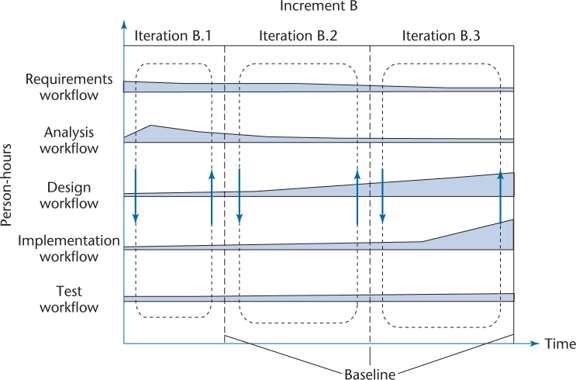 Increment B
Iteration B.1
Iteration B.2
Iteration B.3
Person-hours
Requirements
workflow
Analysis
workflow
Design
workflow
Implementation
workflow
Test
workflow
Time
Baseline